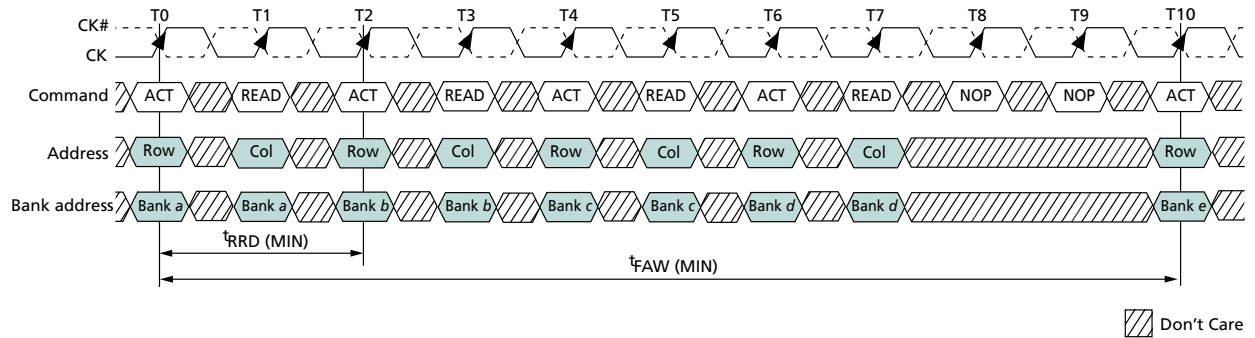 T0 T1 T2 T3 T4 T5 T6 T7 T8 T9 T10
CK#
CK
Command ACT READ ACT READ ACT READ ACT READ NOP NOP ACT
Address Row Col Row Col Row Col Row Col Row
Bank address Bank a Bank a Bank b Bank b Bank c Bank c Bank d Bank d Bank e
tRRD (MIN)
tFAW (MIN)
Don't Care